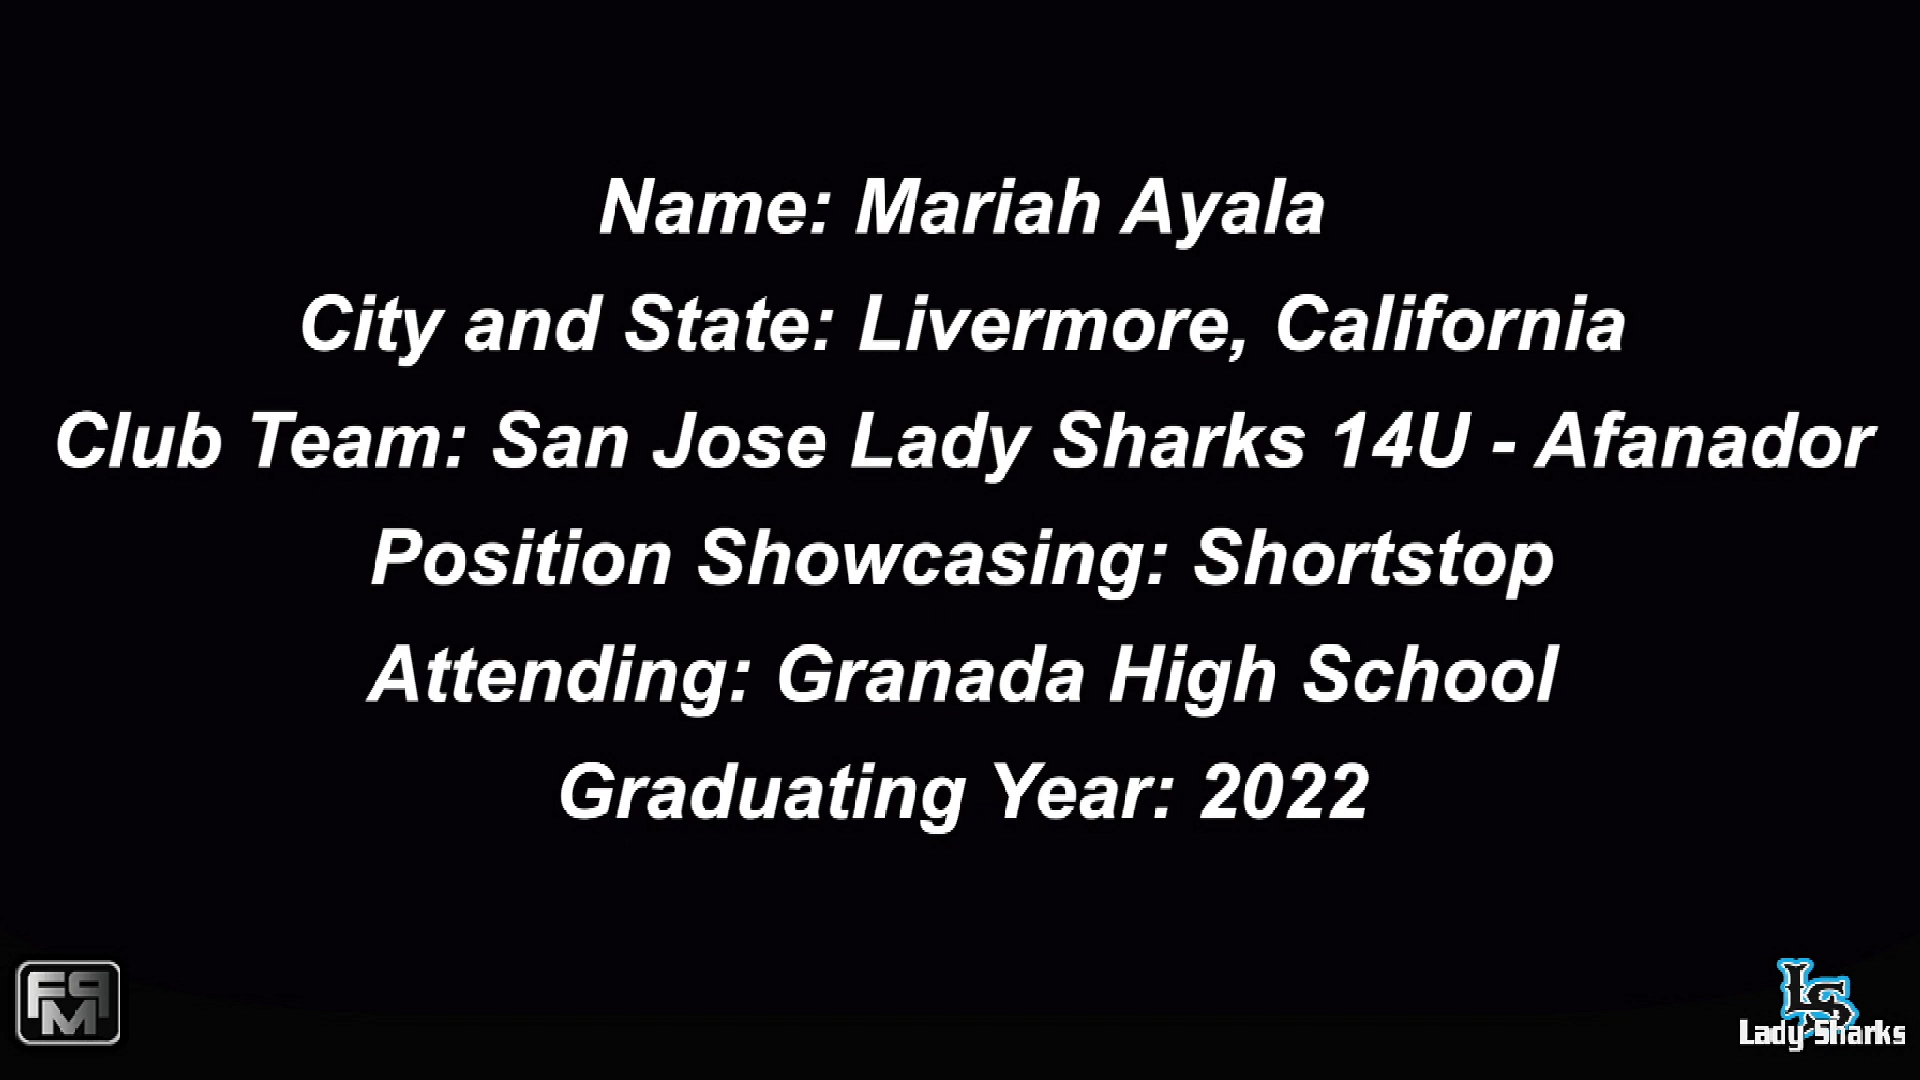 Name: Mariah Ayala
City and State: Livermore, California
Club Team: San Jose Lady Sharks 14U - Afanador
Position Showcasing: Shortstop
Attending: Granada High School
Graduating Year: 2022
FPM
LS
Lady Sharks